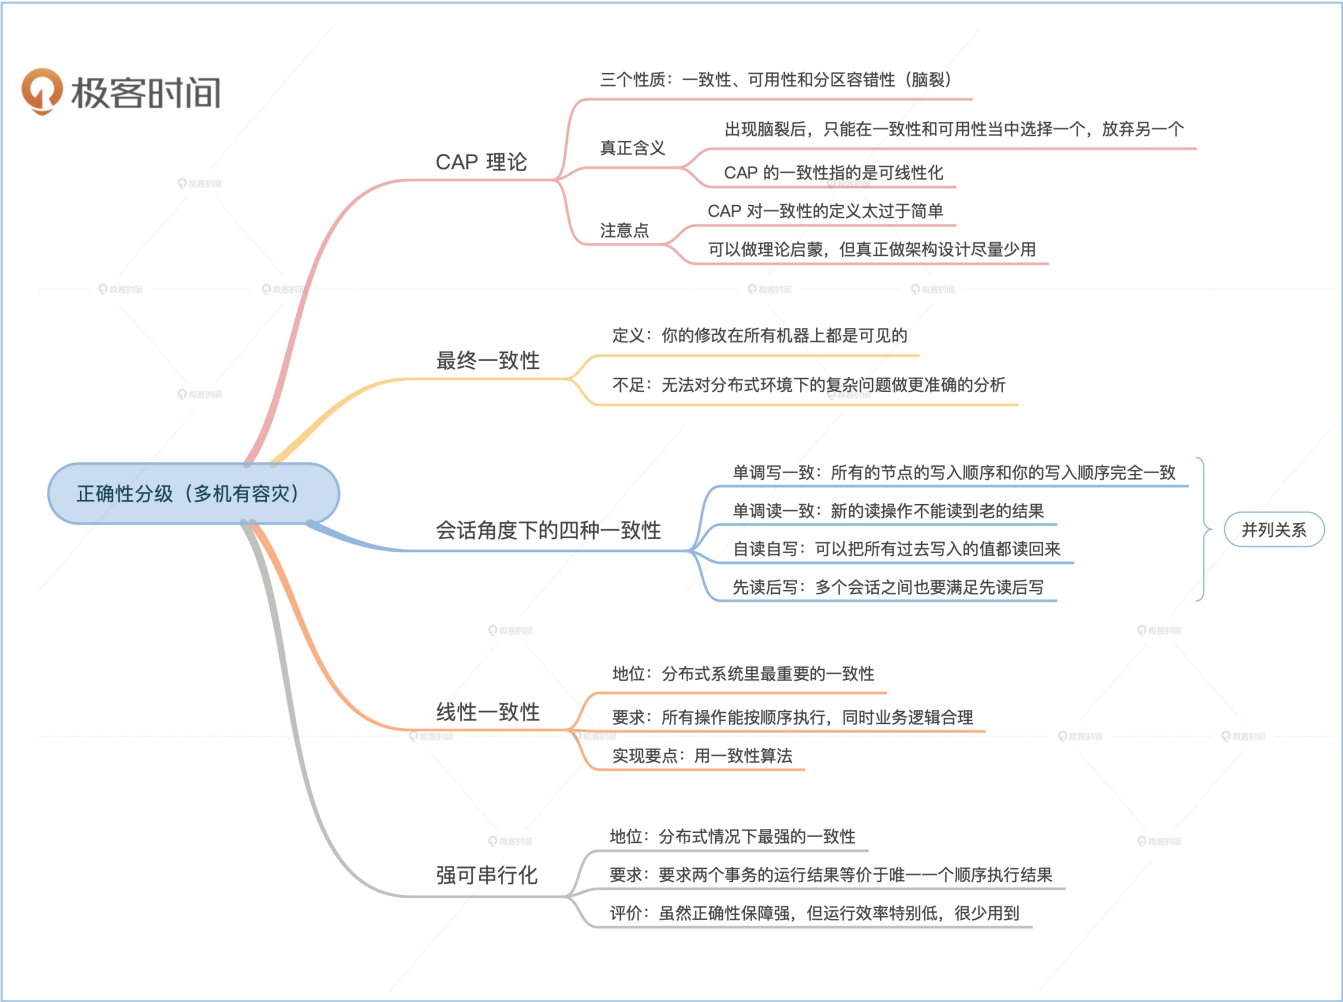 极客时间
三个性质：一致性、可用性和分区容错性（脑裂）
CAP 理论
真正含义
出现脑裂后，只能在一致性和可用性当中选择一个，放弃另一个
CAP 的一致性指的是可线性化
注意点
CAP 对一致性的定义太过于简单
可以做理论启蒙，但真正做架构设计尽量少用
最终一致性
定义：你的修改在所有机器上都是可见的
不足：无法对分布式环境下的复杂问题做更准确的分析
正确性分级（多机有容灾）
会话角度下的四种一致性
单调写一致：所有的节点的写入顺序和你的写入顺序完全一致
单调读一致：新的读操作不能读到老的结果
自读自写：可以把所有过去写入的值都读回来
先读后写：多个会话之间也要满足先读后写
并列关系
线性一致性
地位：分布式系统里最重要的一致性
要求：所有操作能按顺序执行，同时业务逻辑合理
实现要点：用一致性算法
强可串行化
地位：分布式情况下最强的一致性
要求：要求两个事务的运行结果等价于唯一一个顺序执行结果
评价：虽然正确性保障强，但运行效率特别低，很少用到